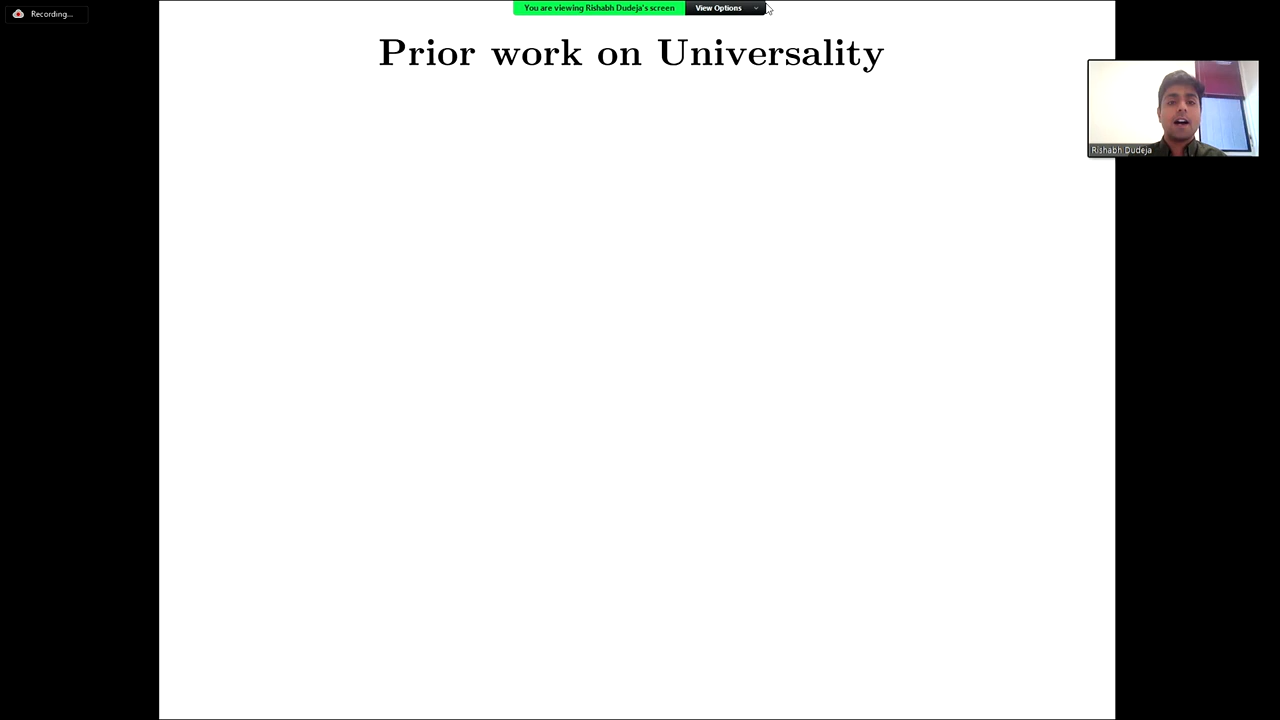 Recording...
You are viewing Rishabh Dudeja's screen
View Options
Prior work on Universality
Rishabh Dudeja